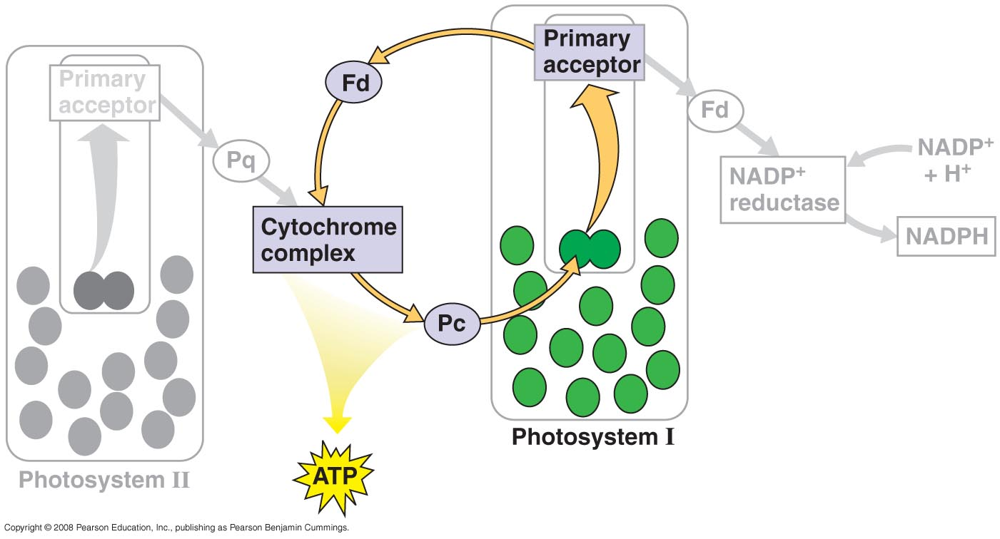 Primary
acceptor
Pq
Photosystem II
Fd
Cytochrome
complex
Pc
ATP
Primary
acceptor
Photosystem I
Fd
NADP⁺
reductase
NADP⁺
+ H⁺
NADPH
Copyright © 2008 Pearson Education, Inc., publishing as Pearson Benjamin Cummings.